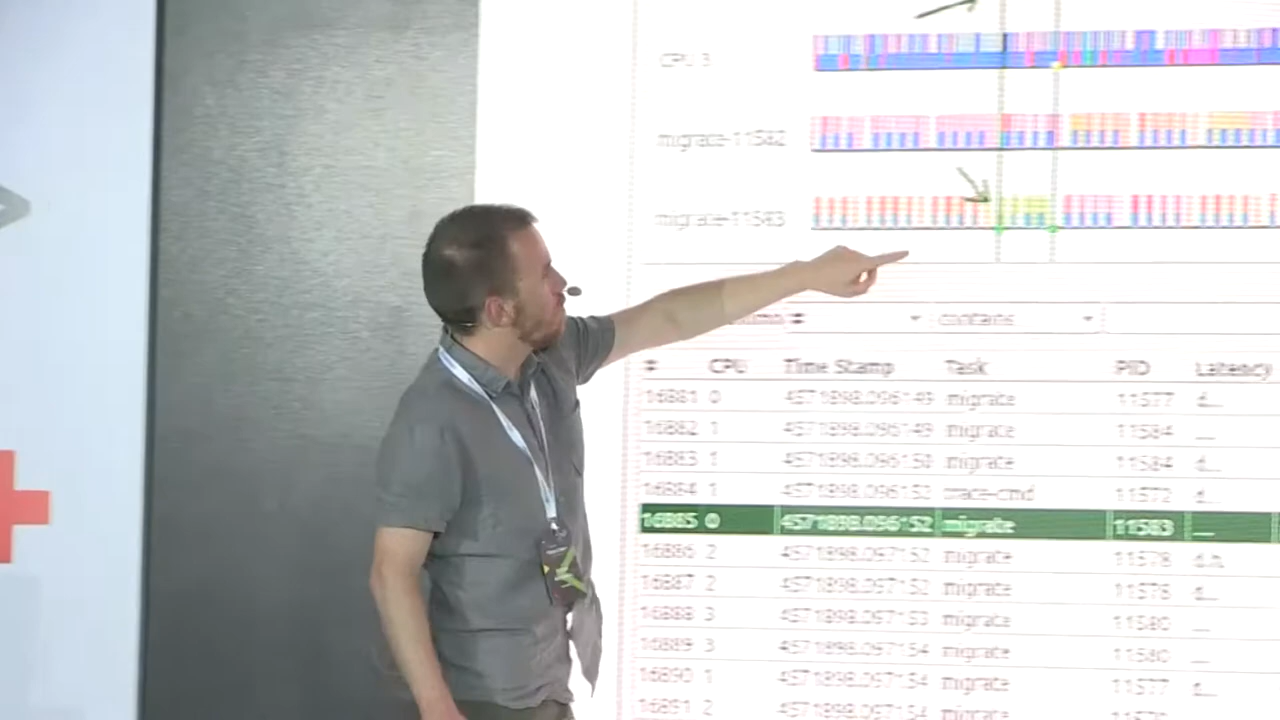 CPU 3
migrate-11582
migrate-11583
contains
CPU Time Stamp Task PID Latency
16881 0 4571898.096149 migrate 11577 d...
16882 1 4571898.096149 migrate 11584
16883 1 4571898.096150 migrate 11584 d...
16884 1 4571898.096152 trace-cmd 11572
16885 0 4571898.096152 migrate 11583
16886 2 4571898.097152 migrate 11578 d.h.
16887 2 4571898.097152 migrate 11578 d...
16888 3 4571898.097153 migrate 11580
16889 3 4571898.097154 migrate 11580
16890 1 4571898.097154 migrate 11577
16891 2 4571898.097154 migrate